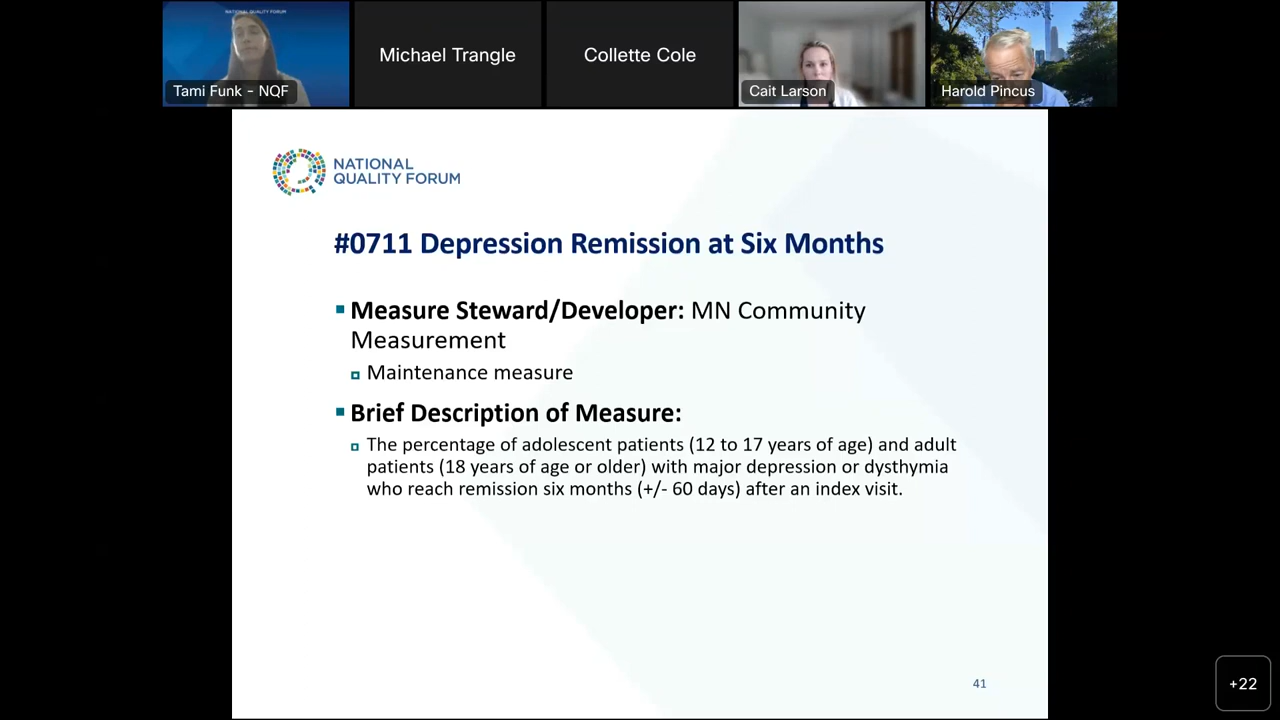 NATIONAL QUALITY FORUM
Tami Funk - NQF
Michael Trangle
Collette Cole
Cait Larson
Harold Pincus
NATIONAL
QUALITY FORUM
#0711 Depression Remission at Six Months
Measure Steward/Developer: MN Community
Measurement
Maintenance measure
Brief Description of Measure:
The percentage of adolescent patients (12 to 17 years of age) and adult
patients (18 years of age or older) with major depression or dysthymia
who reach remission six months (+/- 60 days) after an index visit.
41
+22